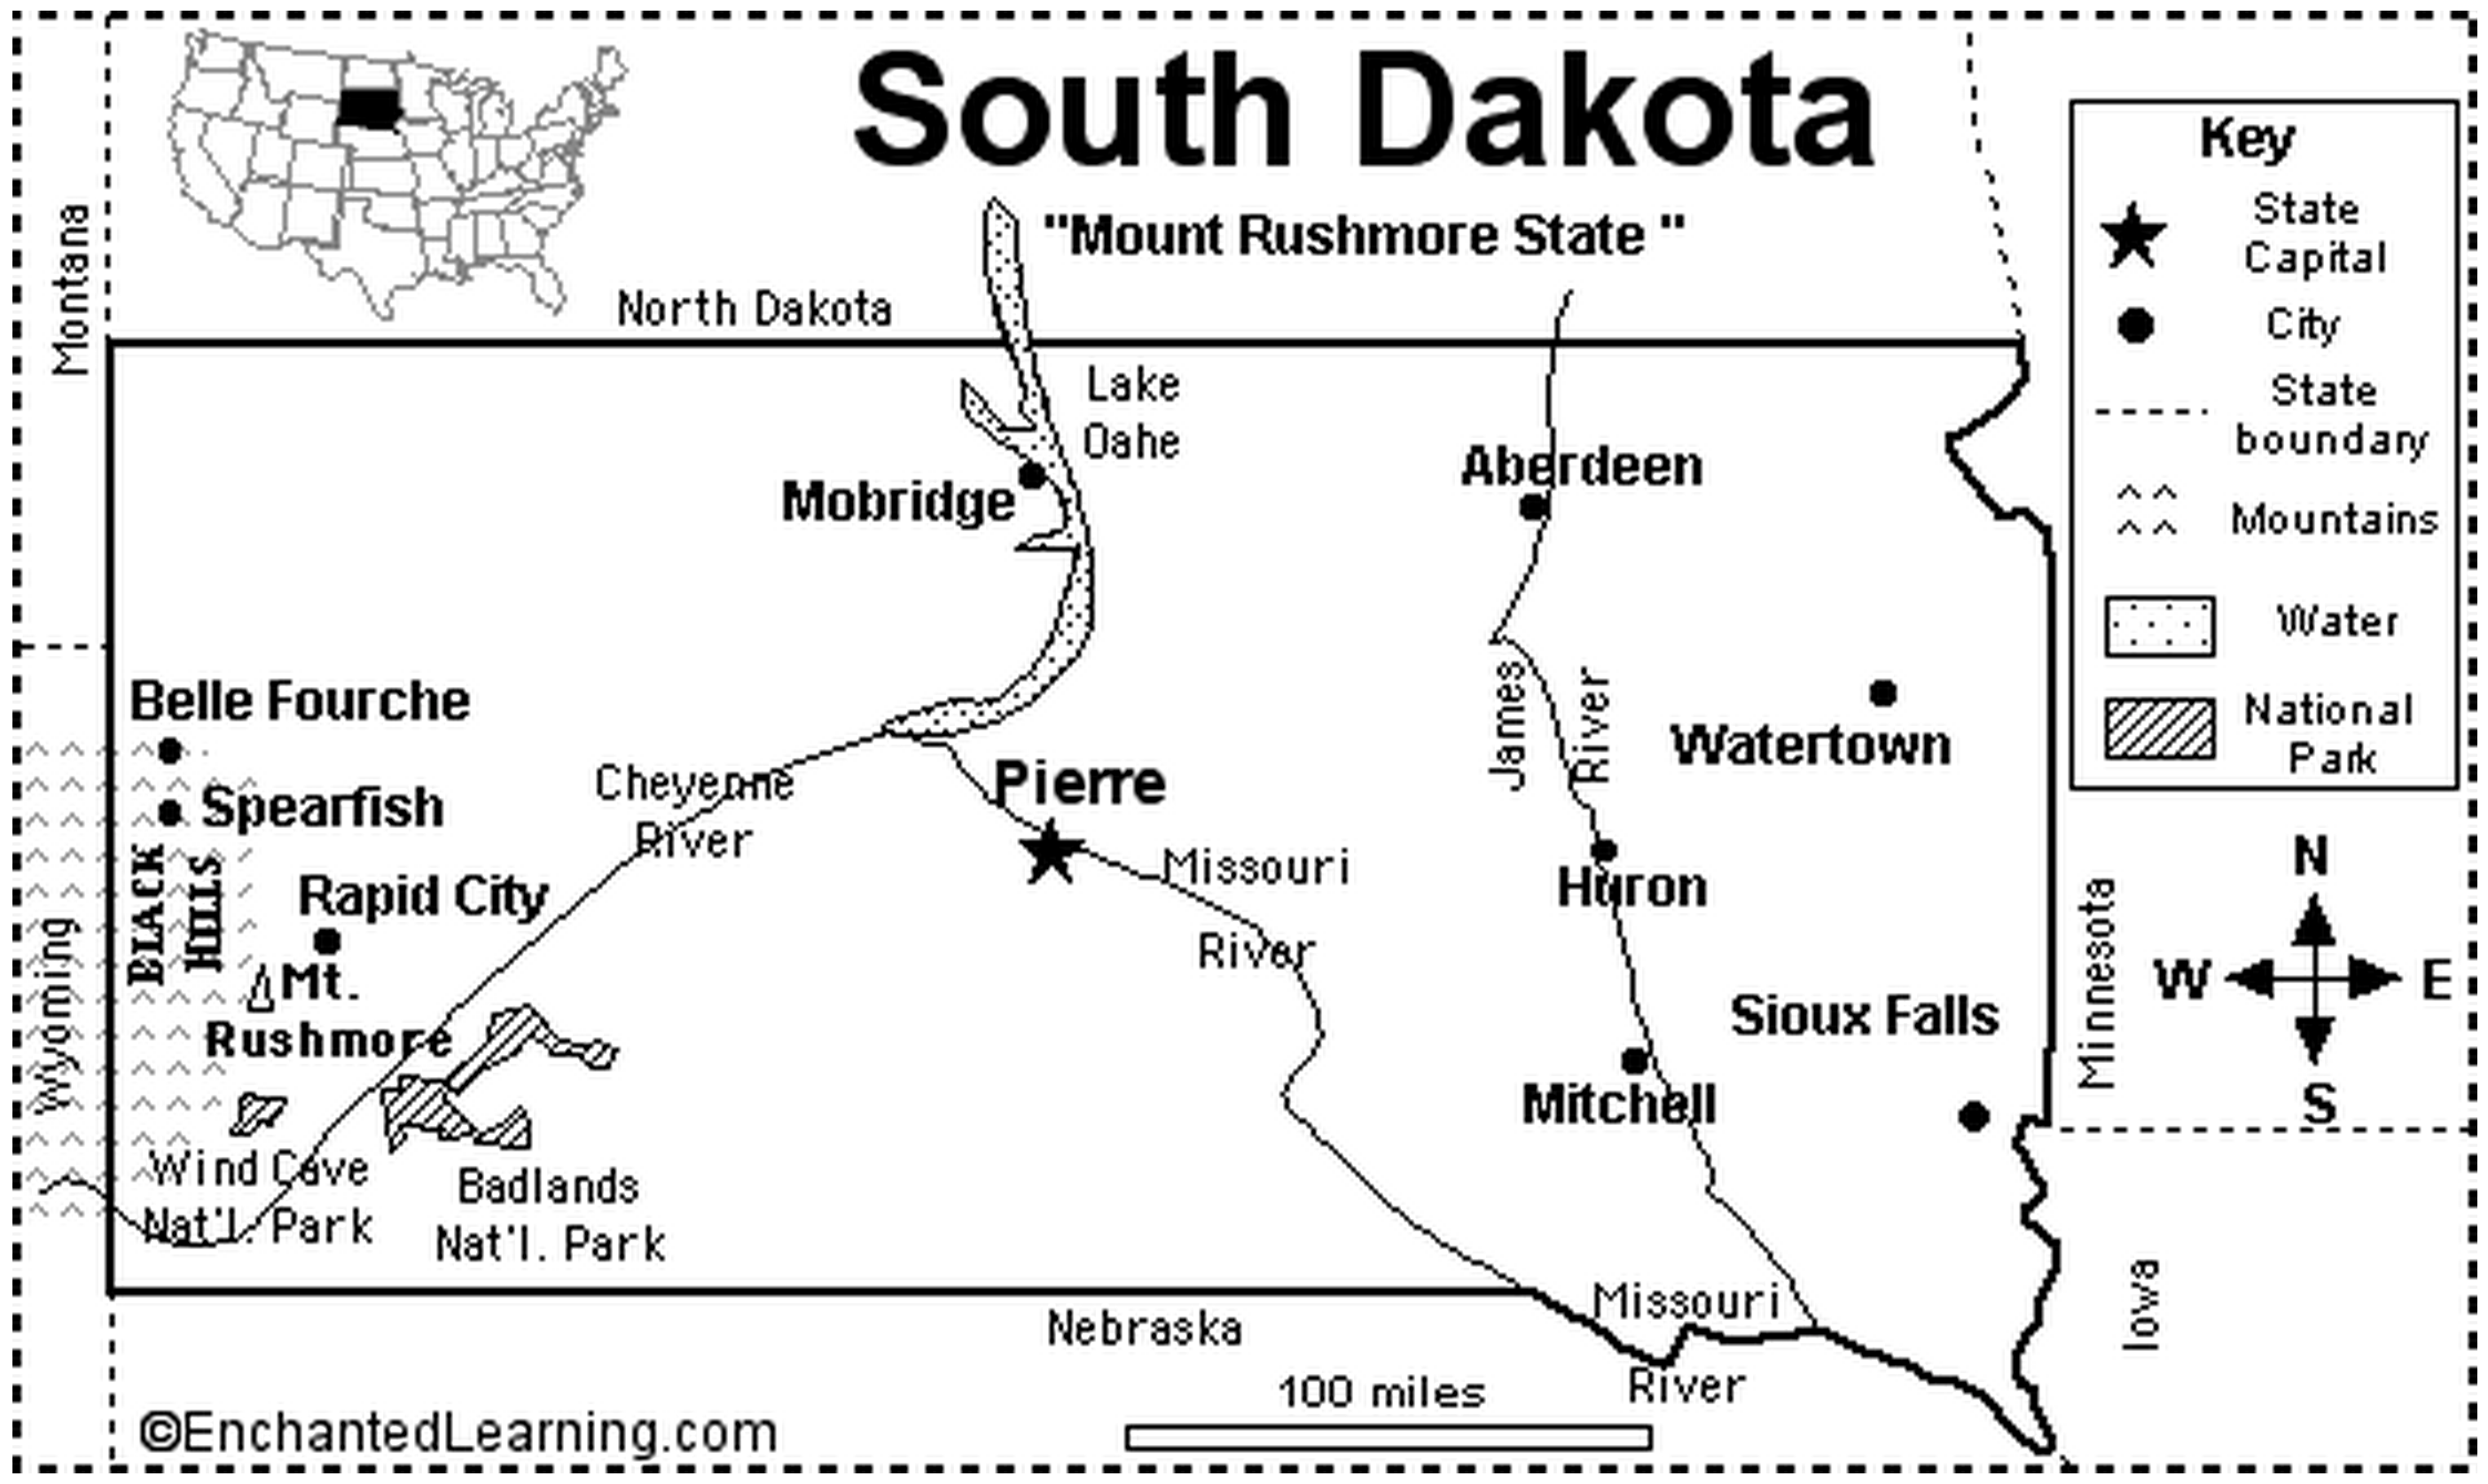 South Dakota
"Mount Rushmore State "
Montana
North Dakota
Key
State
Capital
City
State
boundary
Mountains
Water
National
Park
Lake
Oahe
Mobridge
Aberdeen
Belle Fourche
Spearfish
BLACK
HILLS
Rapid City
Mt.
Rushmore
Wyoming
Cheyenne
River
Pierre
Missouri
River
James
River
Watertown
Huron
Mitchell
Sioux Falls
Minnesota
N
W
E
S
Wind Cave
Nat'l. Park
Badlands
Nat'l. Park
Nebraska
Missouri
River
Iowa
100 miles
©EnchantedLearning.com